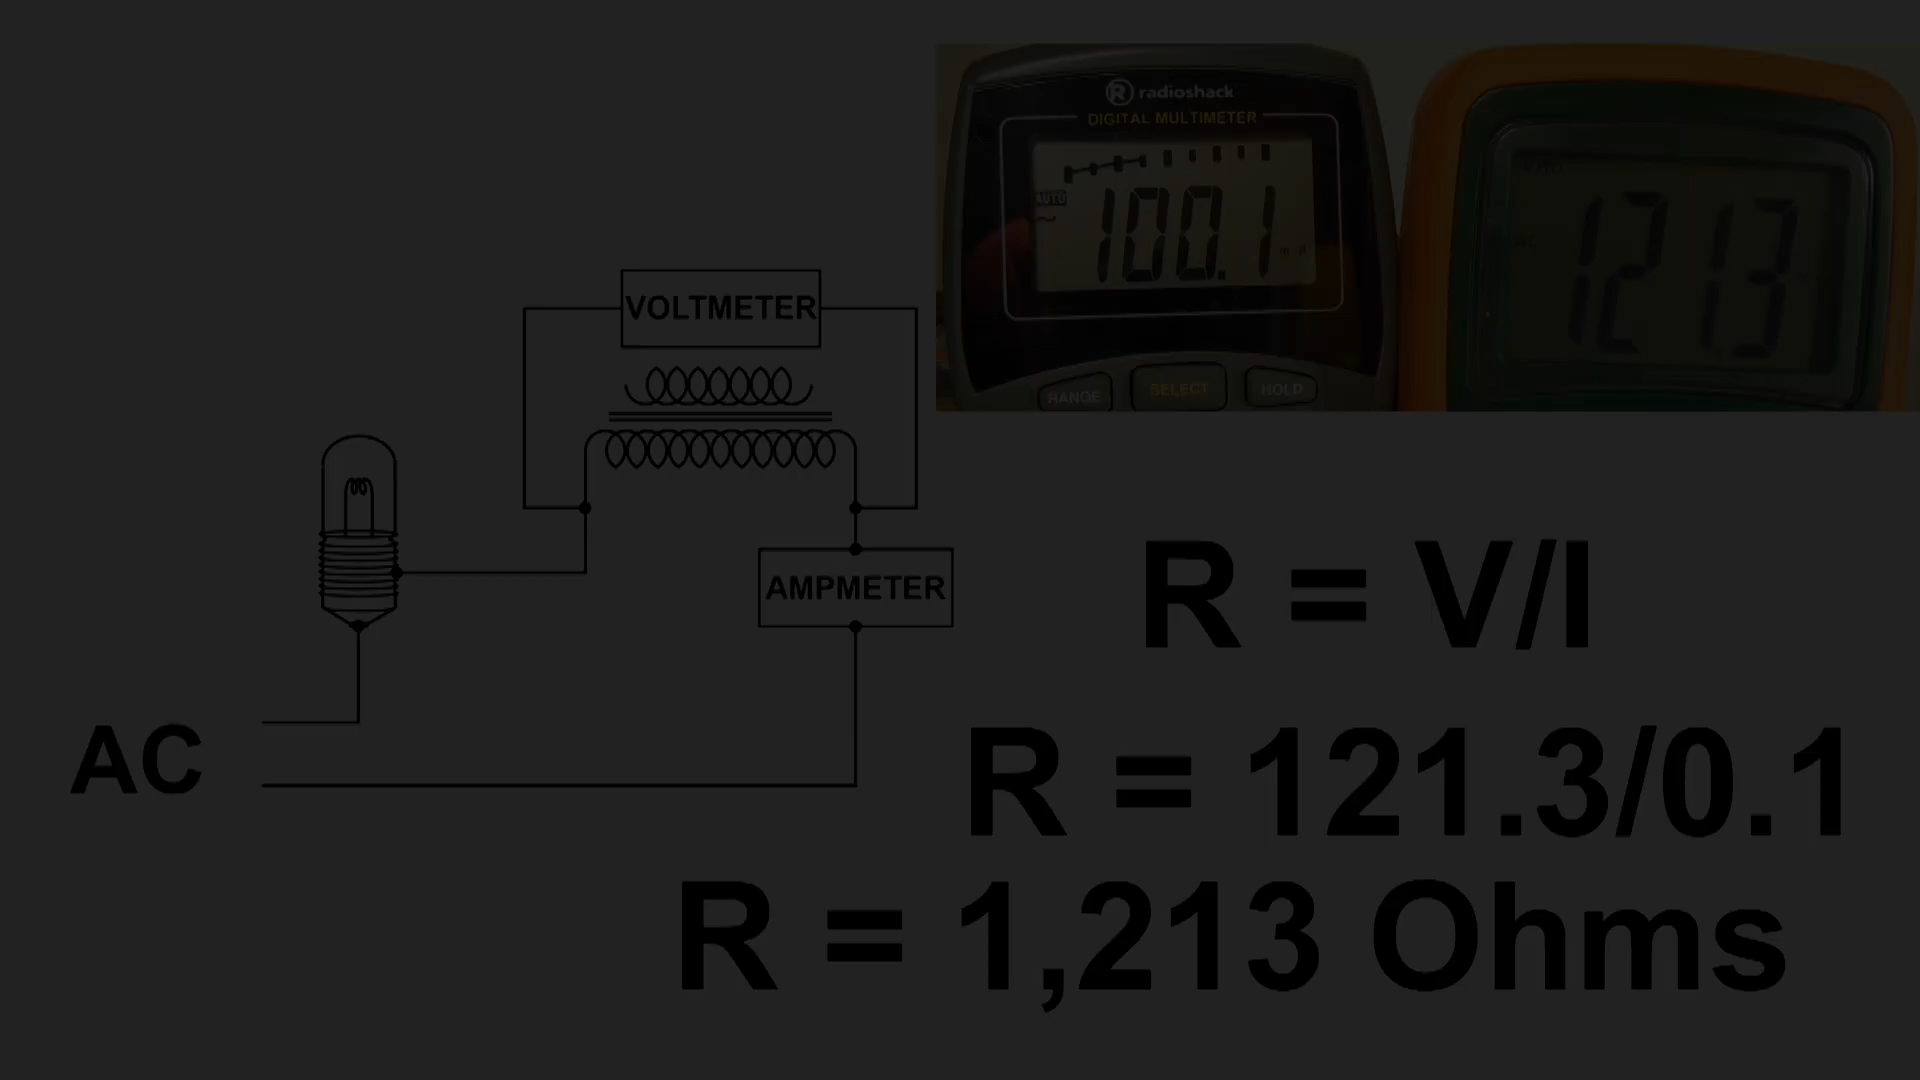 radioshack
DIGITAL MULTIMETER
AUTO
100.1
1213
RANGE
SELECT
HOLD
VOLTMETER
AMPMETER
AC
R = V/I
R = 121.3/0.1
R = 1,213 Ohms